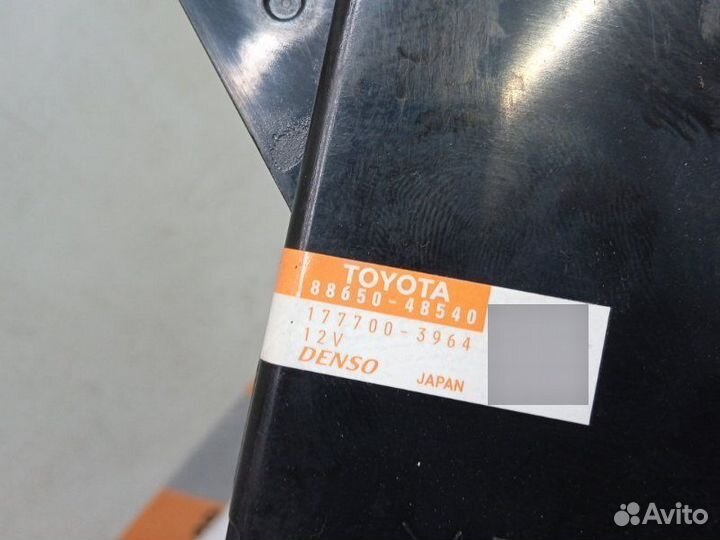 TOYOTA
88650-48540
177700-3964
12V
DENSO JAPAN
Avito